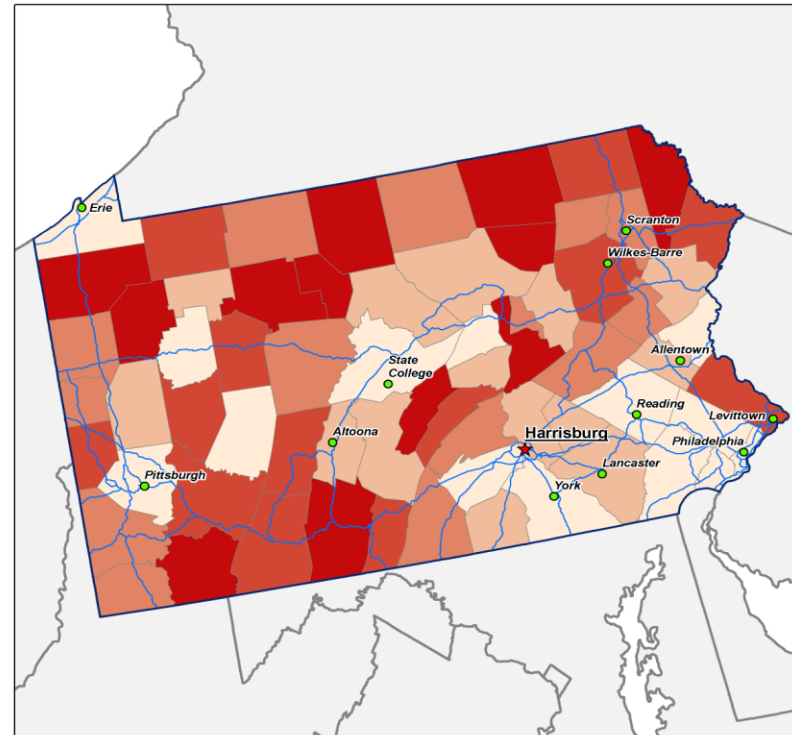 Erie
Scranton
Wilkes-Barre
State
College
Allentown
Reading
Levittown
Altoona
Harrisburg
Philadelphia
Pittsburgh
Lancaster
York